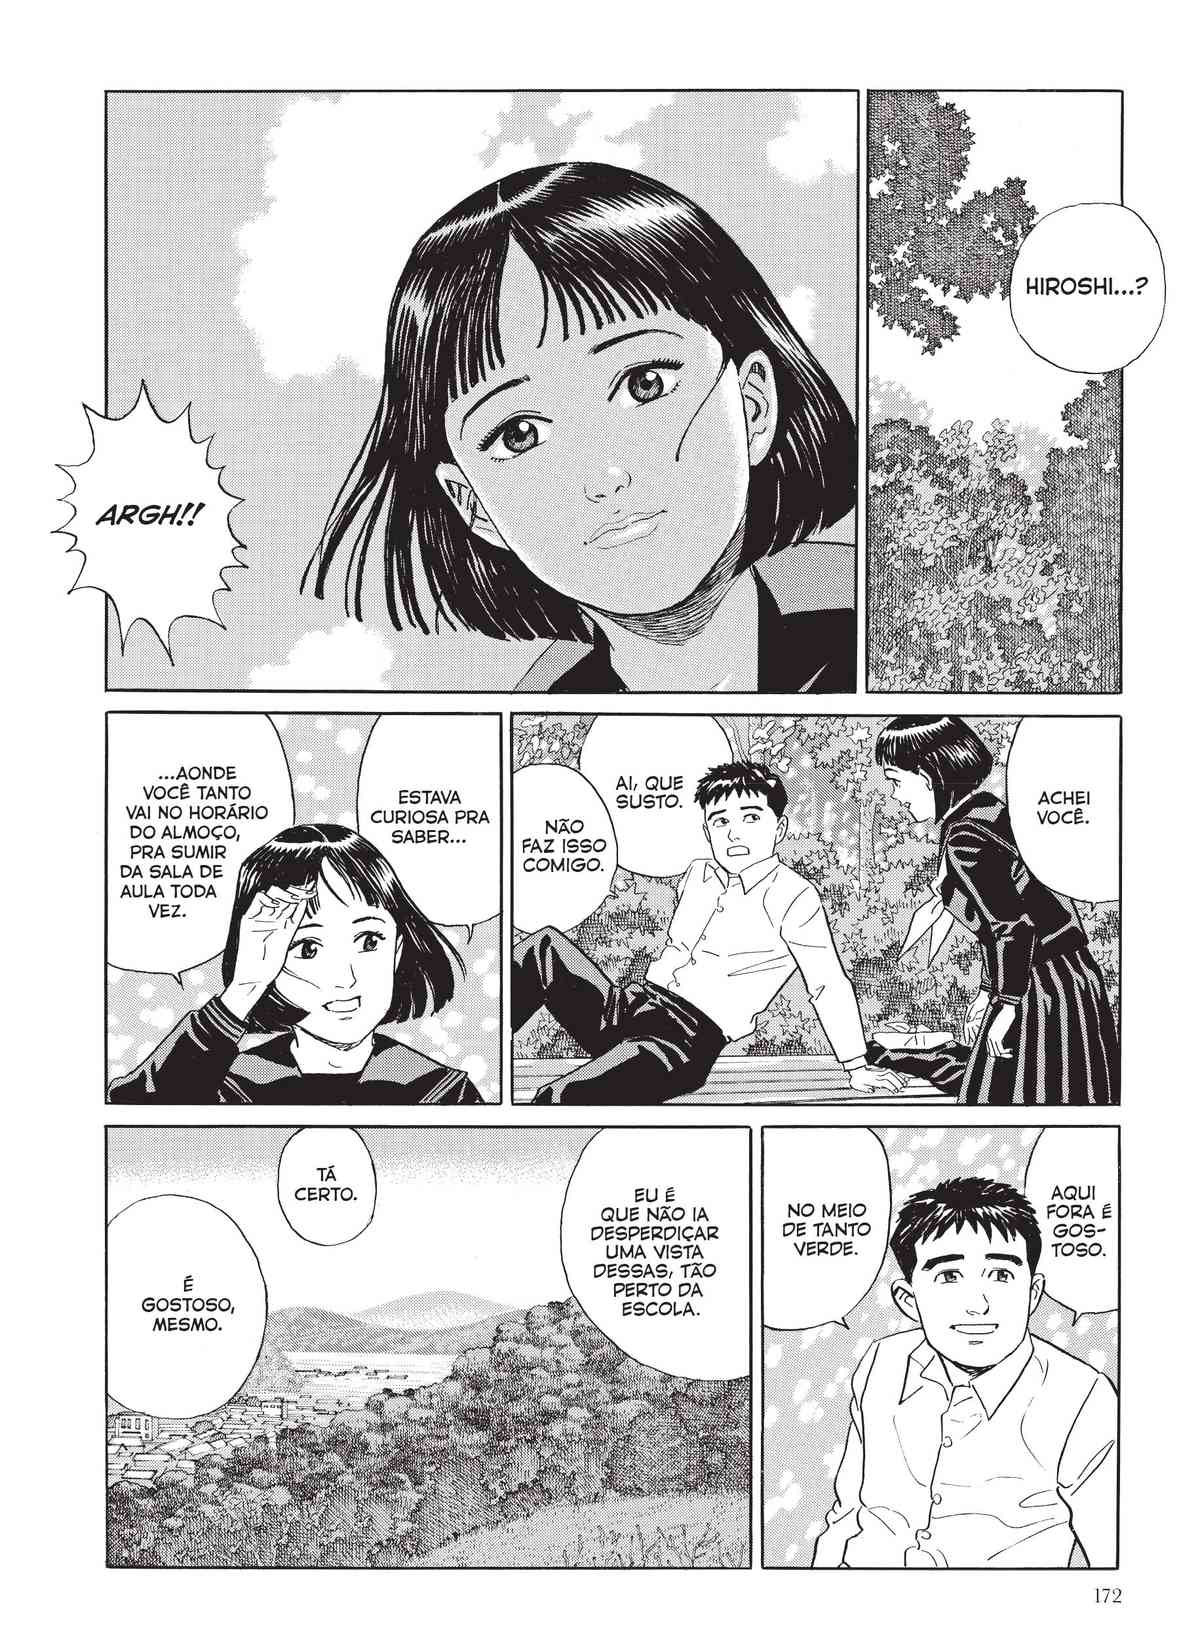 HIROSHI...?
ARGH!!
ACHEI
VOCÊ.
AI, QUE
SUSTO.
NÃO
FAZ ISSO
COMIGO.
ESTAVA
CURIOSA PRA
SABER...
...AONDE
VOCÊ TANTO
VAI NO HORÁRIO
DO ALMOÇO,
PRA SUMIR
DA SALA DE
AULA TODA
VEZ.
AQUI
FORA É
GOS-
TOSO.
NO MEIO
DE TANTO
VERDE.
EU É
QUE NÃO IA
DESPERDIÇAR
UMA VISTA
DESSAS, TÃO
PERTO DA
ESCOLA.
TÁ
CERTO.
É
GOSTOSO,
MESMO.
172